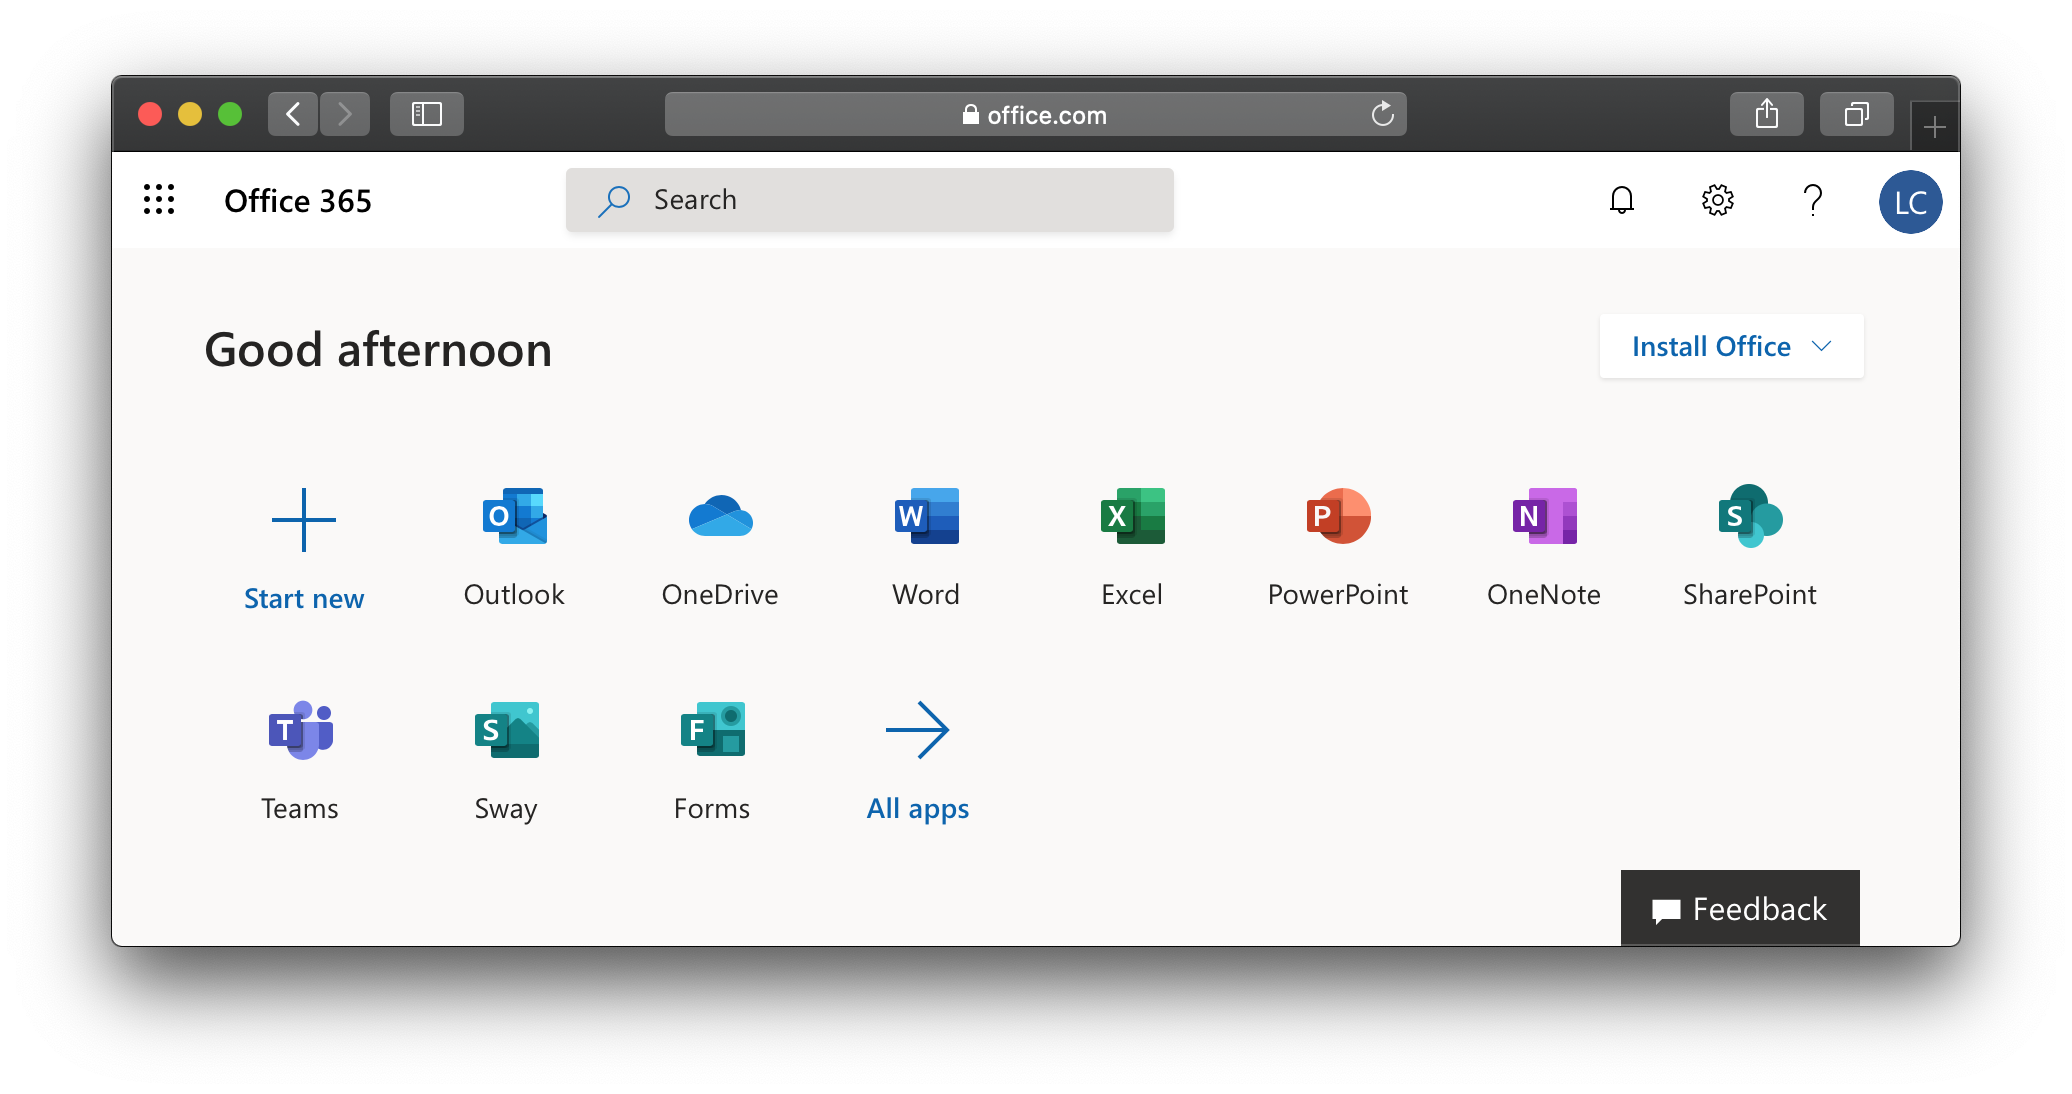 office.com
Office 365
Search
LC
Good afternoon
Install Office
Start new
O
Outlook
OneDrive
W
Word
X
Excel
P
PowerPoint
N
OneNote
S
SharePoint
T
Teams
S
Sway
F
Forms
All apps
Feedback